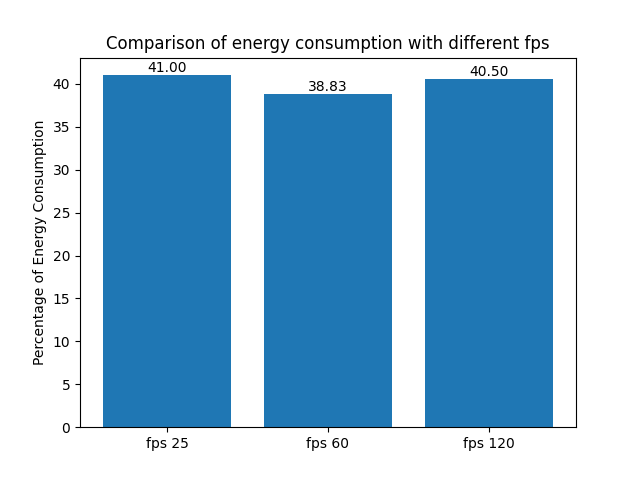 Comparison of energy consumption with different fps
41.00
38.83
40.50
40
35
30
25
20
15
10
5
0
Percentage of Energy Consumption
fps 25
fps 60
fps 120